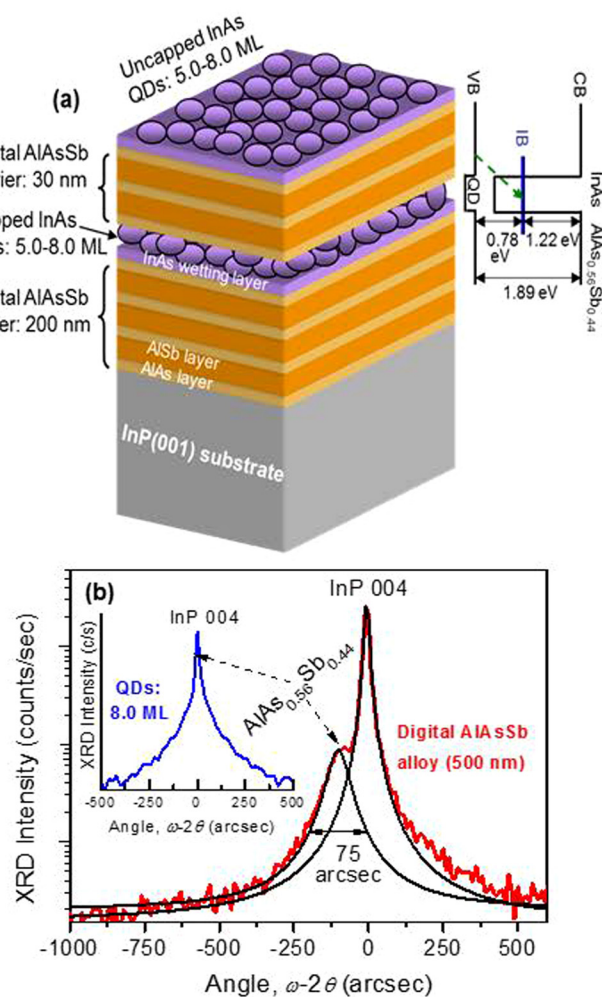 Uncapped InAs
QDs: 5.0-8.0 ML
(a)
tal AlAsSb
rier: 30 nm
pped InAs
s: 5.0-8.0 ML
InAs wetting layer
tal AlAsSb
er: 200 nm
AlSb layer
AlAs layer
InP(001) substrate
VB
CB
IB
QD
InAs
AlAs0.56Sb0.44
0.78
eV
1.22 eV
1.89 eV
(b)
InP 004
InP 004
QDs:
8.0 ML
XRD Intensity (c/s)
-500 -250 0 250 500
Angle, ω-2θ (arcsec)
AlAs0.56Sb0.44
Digital AlAsSb
alloy (500 nm)
75
arcsec
XRD Intensity (counts/sec)
-1000 -750 -500 -250 0 250 500
Angle, ω-2θ (arcsec)